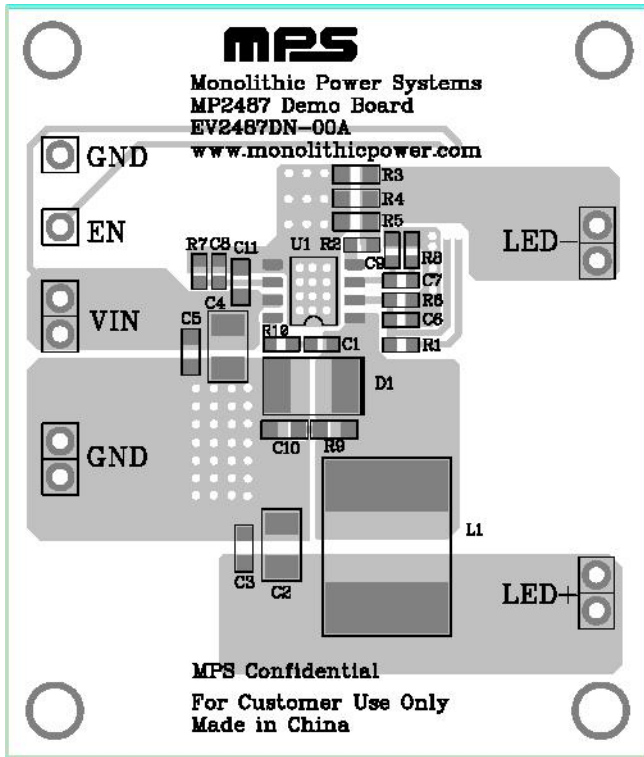 mps
Monolithic Power Systems
MP2487 Demo Board
EV2487DN-00A
www.monolithicpower.com
GND
R3
R4
EN
R5
LED-
U1
R2
R7
C8
C11
C9
R8
C7
VIN
C4
R6
C5
C6
R10
C1
R1
D1
GND
C10
R9
L1
C3
C2
LED+
MPS Confidential
For Customer Use Only
Made in China